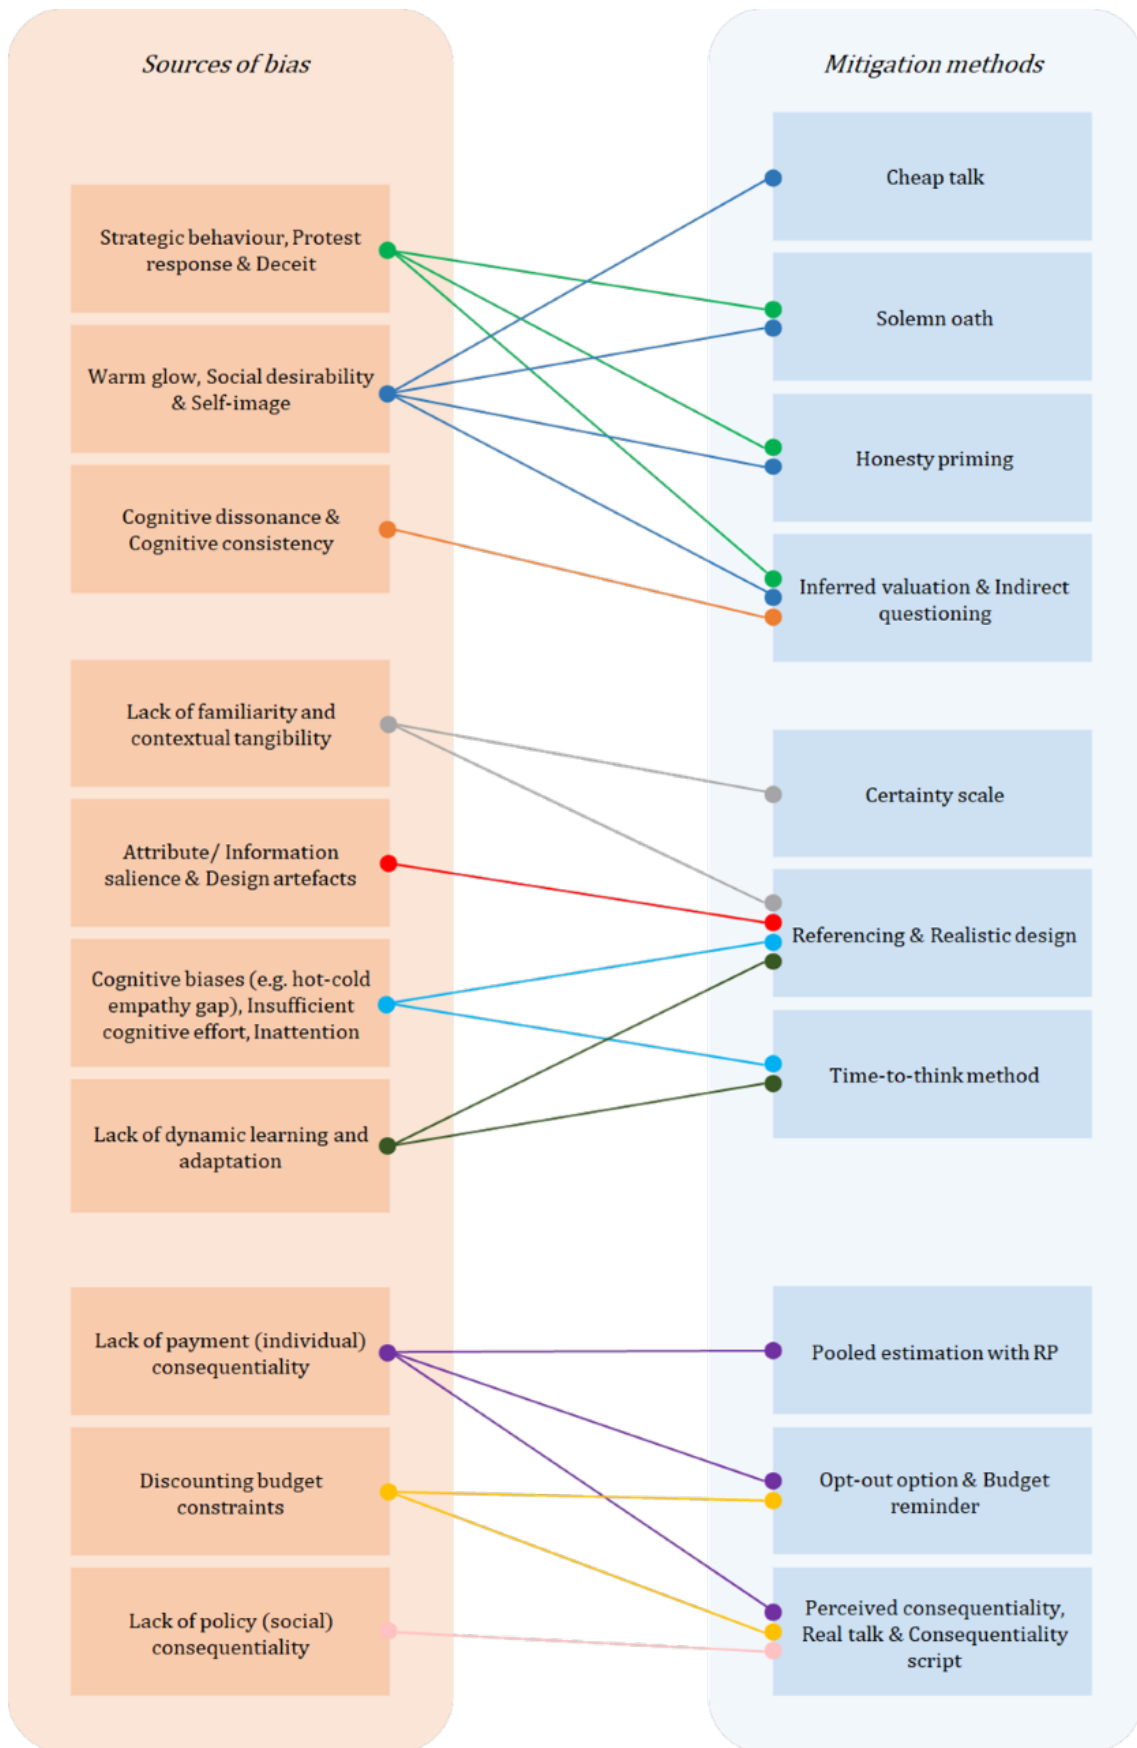 Sources of bias
Strategic behaviour, Protest
response & Deceit
Warm glow, Social desirability
& Self-image
Cognitive dissonance &
Cognitive consistency
Lack of familiarity and
contextual tangibility
Attribute/ Information
salience & Design artefacts
Cognitive biases (e.g. hot-cold
empathy gap), Insufficient
cognitive effort, Inattention
Lack of dynamic learning and
adaptation
Lack of payment (individual)
consequentiality
Discounting budget
constraints
Lack of policy (social)
consequentiality
Mitigation methods
Cheap talk
Solemn oath
Honesty priming
Inferred valuation & Indirect
questioning
Certainty scale
Referencing & Realistic design
Time-to-think method
Pooled estimation with RP
Opt-out option & Budget
reminder
Perceived consequentiality,
Real talk & Consequentiality
script